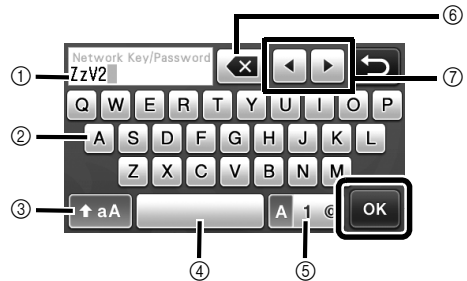 ⑥
Network Key/Password
① ZzV2
⑦
Q W E R T Y U I O P
② A S D F G H J K L
Z X C V B N M
③ aA A 1 @ OK
④ ⑤